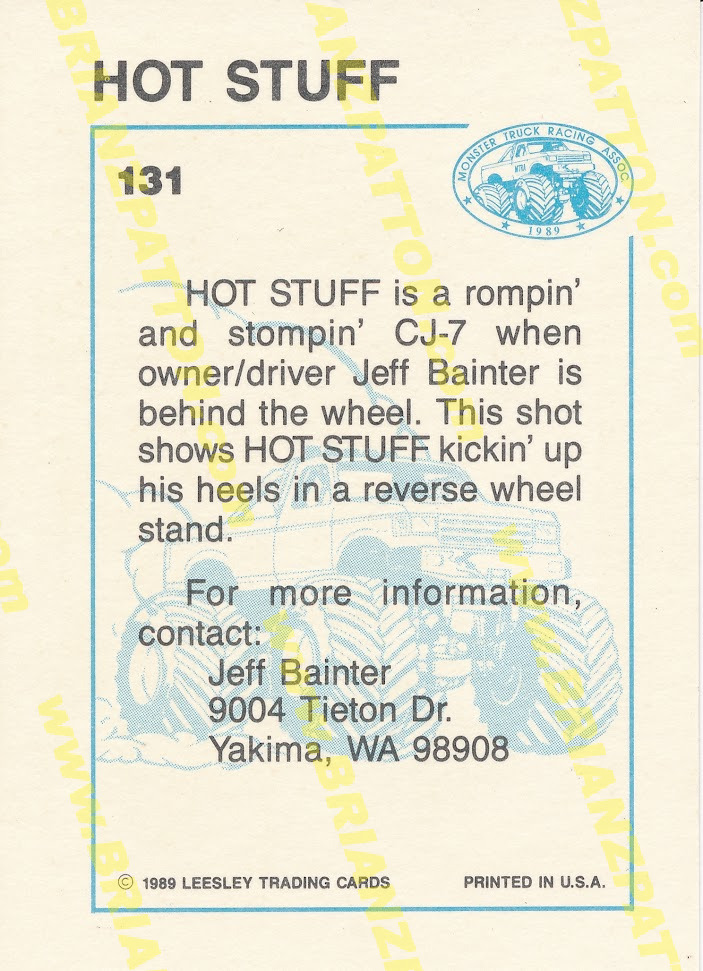 HOT STUFF
131
MONSTER TRUCK RACING ASSOC.
MTRA
1989
HOT STUFF is a rompin'
and stompin' CJ-7 when
owner/driver Jeff Bainter is
behind the wheel. This shot
shows HOT STUFF kickin' up
his heels in a reverse wheel
stand.
For more information,
contact:
Jeff Bainter
9004 Tieton Dr.
Yakima, WA 98908
© 1989 LEESLEY TRADING CARDS
PRINTED IN U.S.A.
www.BRIANZPATTON.com